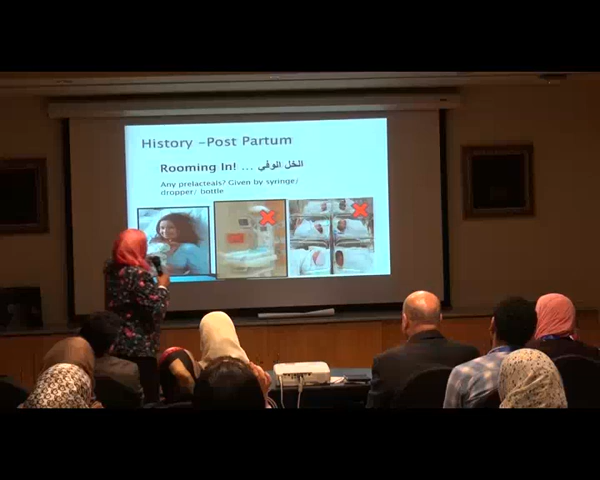 History -Post Partum
Rooming In! ... الخل الوفي
Any prelacteals? Given by syringe/
dropper/ bottle